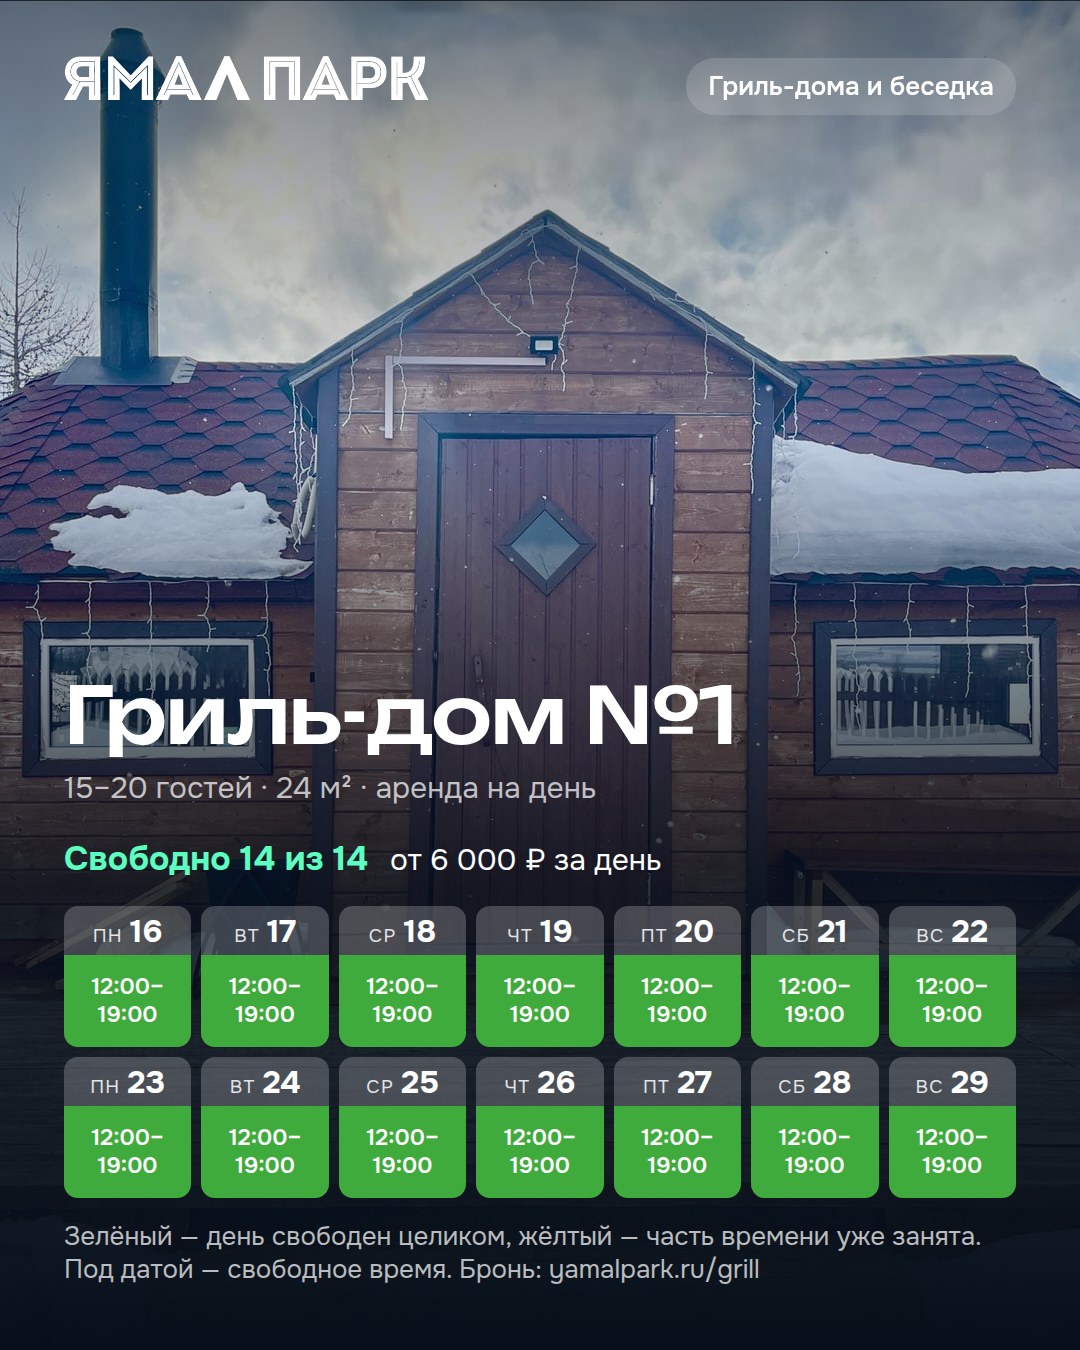 ЯМАЛ ПАРК
Гриль-дома и беседка
Гриль-дом №1
15–20 гостей · 24 м² · аренда на день
Свободно 14 из 14 от 6 000 ₽ за день
ПН 16 ВТ 17 СР 18 ЧТ 19 ПТ 20 СБ 21 ВС 22
12:00– 12:00– 12:00– 12:00– 12:00– 12:00– 12:00–
19:00 19:00 19:00 19:00 19:00 19:00 19:00
ПН 23 ВТ 24 СР 25 ЧТ 26 ПТ 27 СБ 28 ВС 29
12:00– 12:00– 12:00– 12:00– 12:00– 12:00– 12:00–
19:00 19:00 19:00 19:00 19:00 19:00 19:00
Зелёный — день свободен целиком, жёлтый — часть времени уже занята.
Под датой — свободное время. Бронь: yamalpark.ru/grill